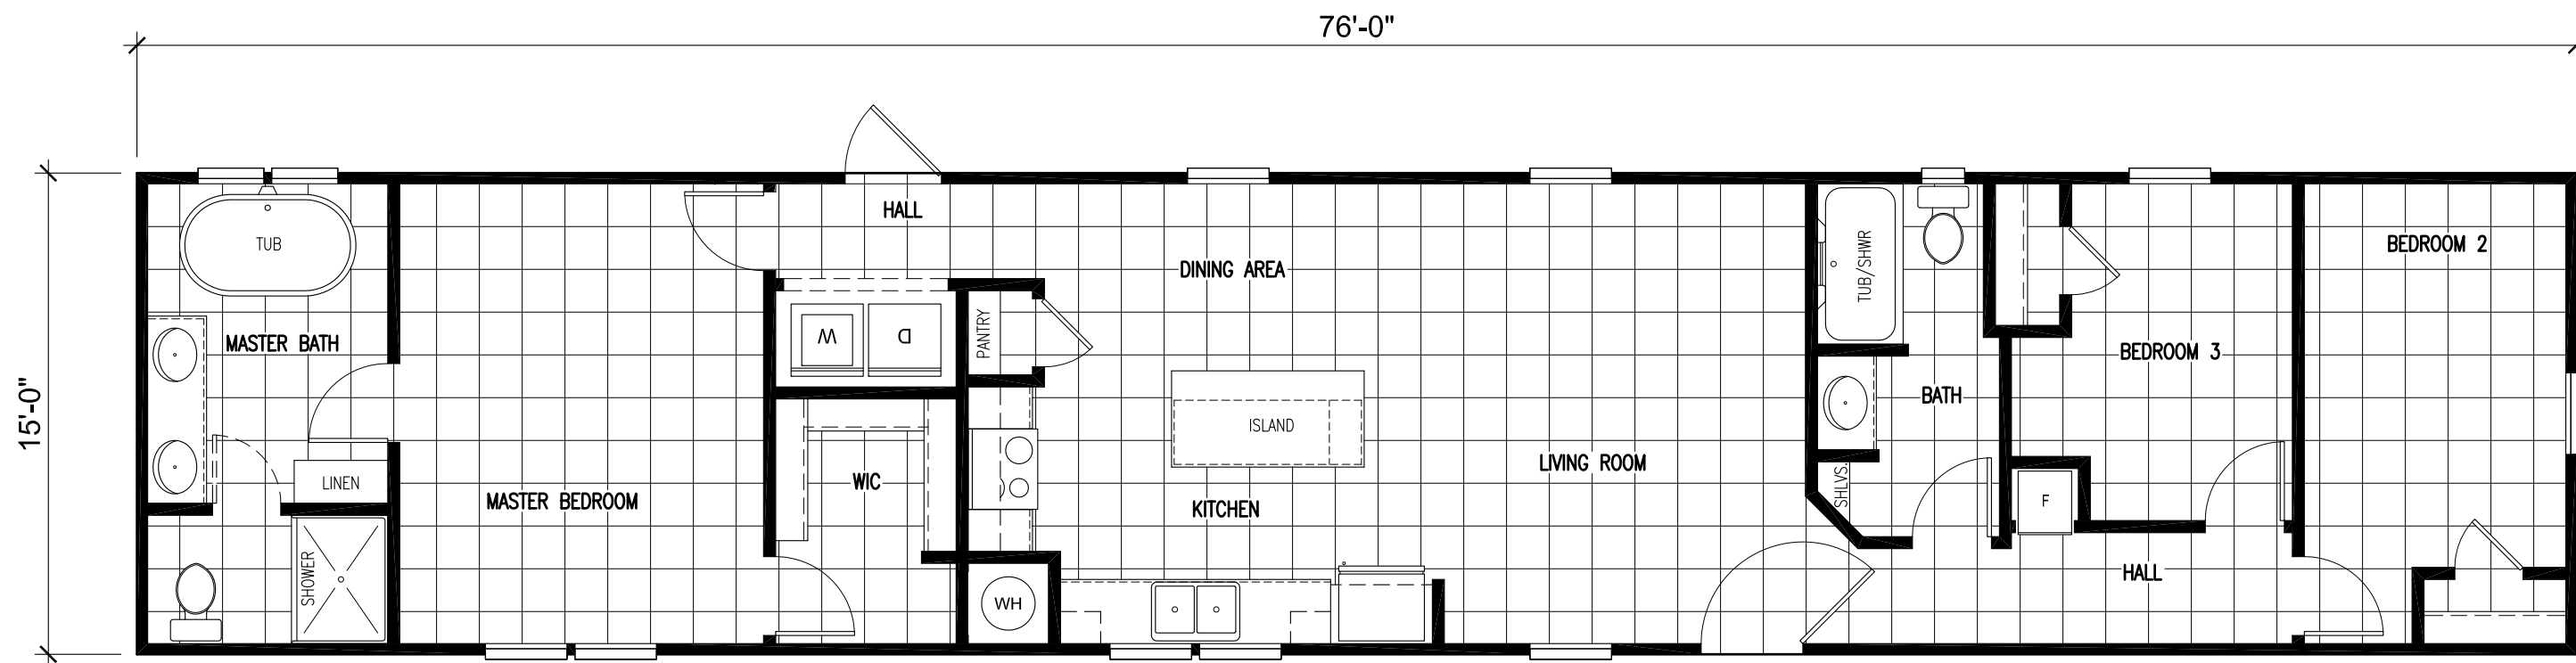 76'-0"
15'-0"
TUB
MASTER BATH
LINEN
SHOWER
MASTER BEDROOM
HALL
W
D
WIC
PANTRY
WH
DINING AREA
ISLAND
KITCHEN
LIVING ROOM
TUB/SHWR
BATH
SHLVS.
F
BEDROOM 3
HALL
BEDROOM 2